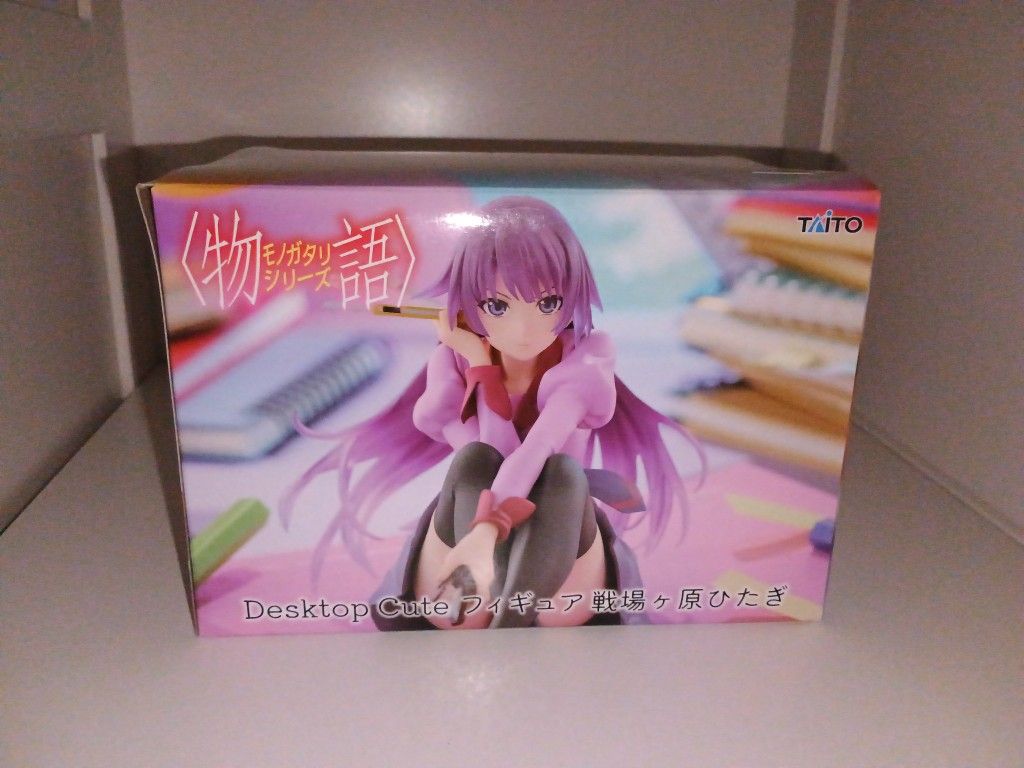 〈物語〉
モノガタリ
シリーズ
TAITO
Desktop Cute フィギュア 戦場ヶ原ひたぎ